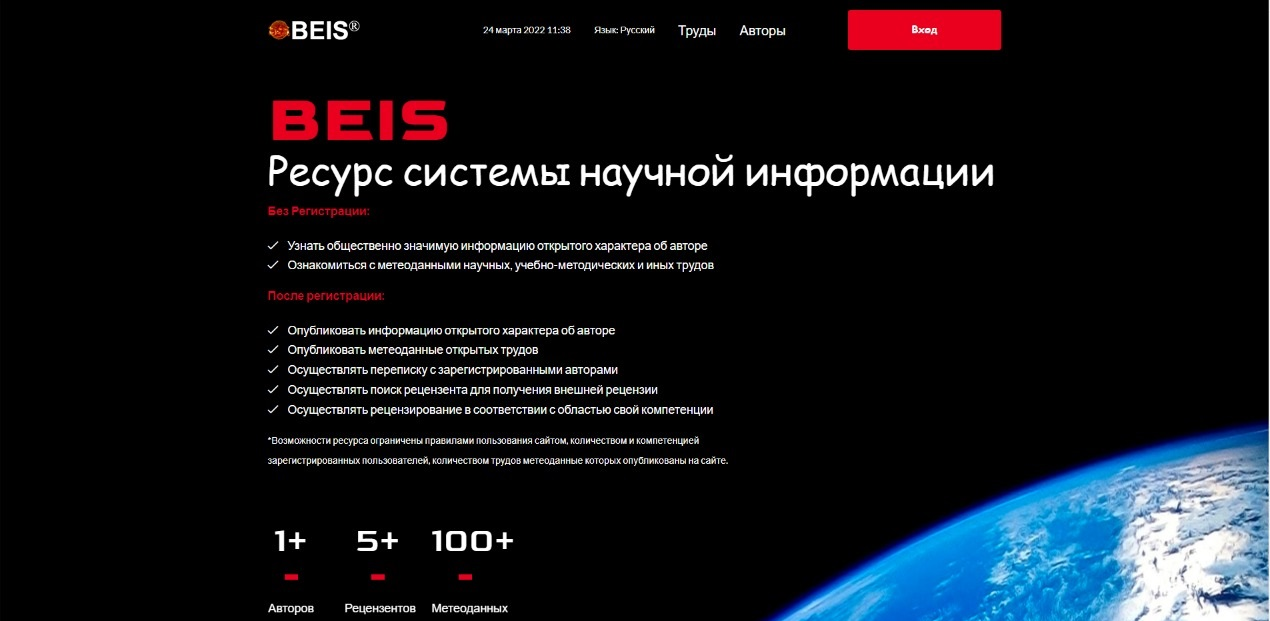 BEIS®
24 марта 2022 11:38 Язык: Русский Труды Авторы Вход
BEIS
Ресурс системы научной информации
Без Регистрации:
Узнать общественно значимую информацию открытого характера об авторе
Ознакомиться с метеоданными научных, учебно-методических и иных трудов
После регистрации:
Опубликовать информацию открытого характера об авторе
Опубликовать метеоданные открытых трудов
Осуществлять переписку с зарегистрированными авторами
Осуществлять поиск рецензента для получения внешней рецензии
Осуществлять рецензирование в соответствии с областью свой компетенции
*Возможности ресурса ограничены правилами пользования сайтом, количеством и компетенцией
зарегистрированных пользователей, количеством трудов метеоданные которых опубликованы на сайте.
1+ 5+ 100+
Авторов Рецензентов Метеоданных